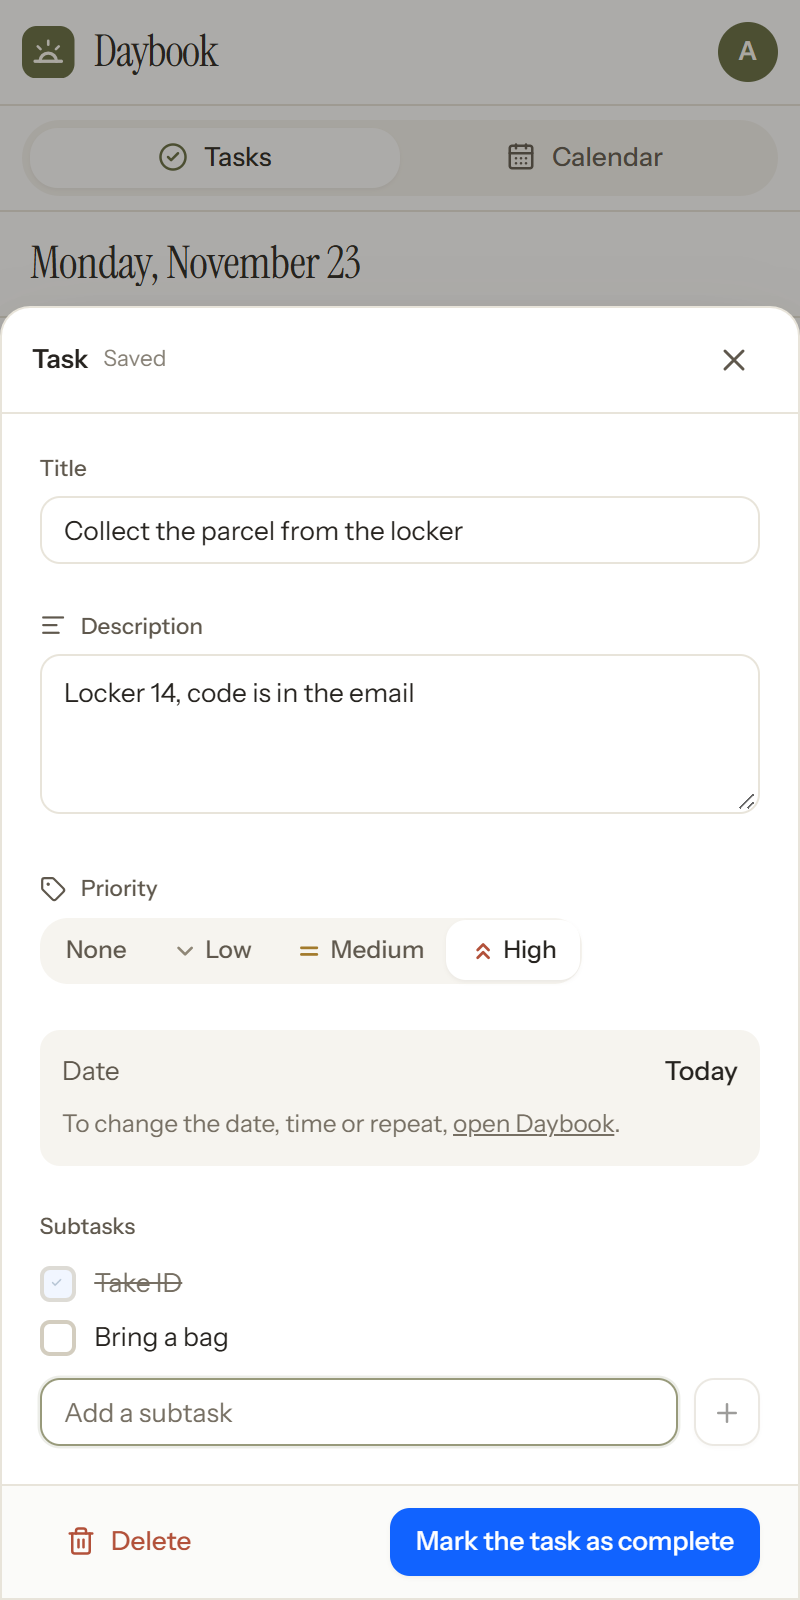 Daybook
A
Tasks
Calendar
Monday, November 23
Task Saved
Title
Collect the parcel from the locker
Description
Locker 14, code is in the email
Priority
None Low Medium High
Date Today
To change the date, time or repeat, open Daybook.
Subtasks
Take ID
Bring a bag
Add a subtask
Delete
Mark the task as complete